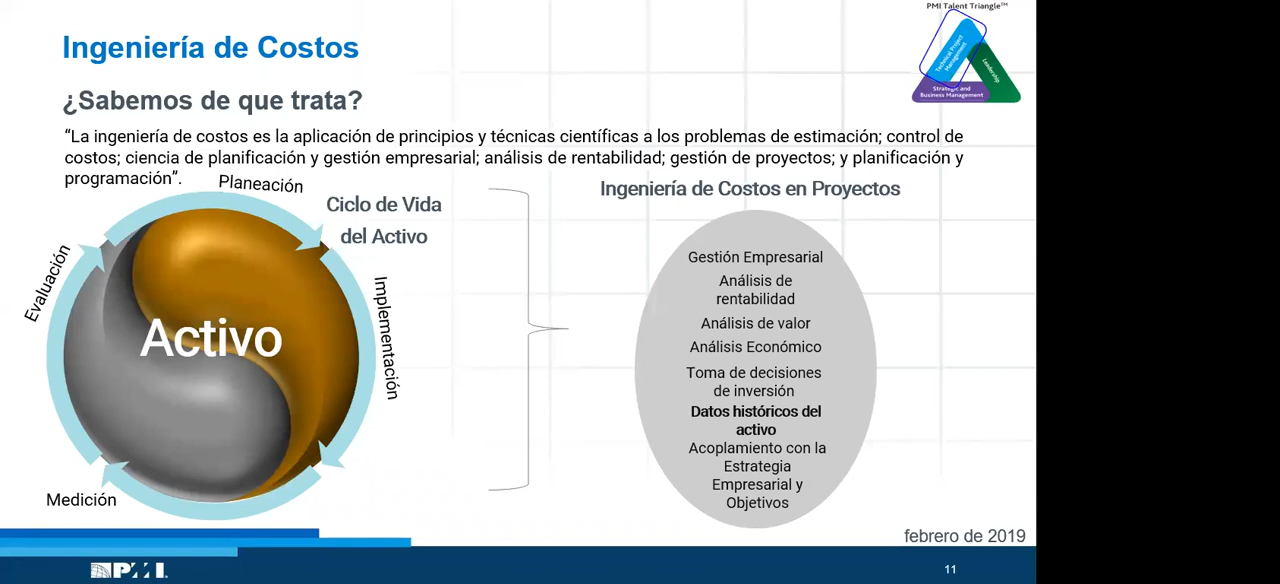 PMI Talent Triangle™
Technical Project
Management
Leadership
Strategic and
Business Management
Ingeniería de Costos
¿Sabemos de que trata?
“La ingeniería de costos es la aplicación de principios y técnicas científicas a los problemas de estimación; control de
costos; ciencia de planificación y gestión empresarial; análisis de rentabilidad; gestión de proyectos; y planificación y
programación”.
Planeación
Ciclo de Vida
del Activo
Evaluación
Activo
Implementación
Medición
Ingeniería de Costos en Proyectos
Gestión Empresarial
Análisis de
rentabilidad
Análisis de valor
Análisis Económico
Toma de decisiones
de inversión
Datos históricos del
activo
Acoplamiento con la
Estrategia
Empresarial y
Objetivos
febrero de 2019
PMI
11